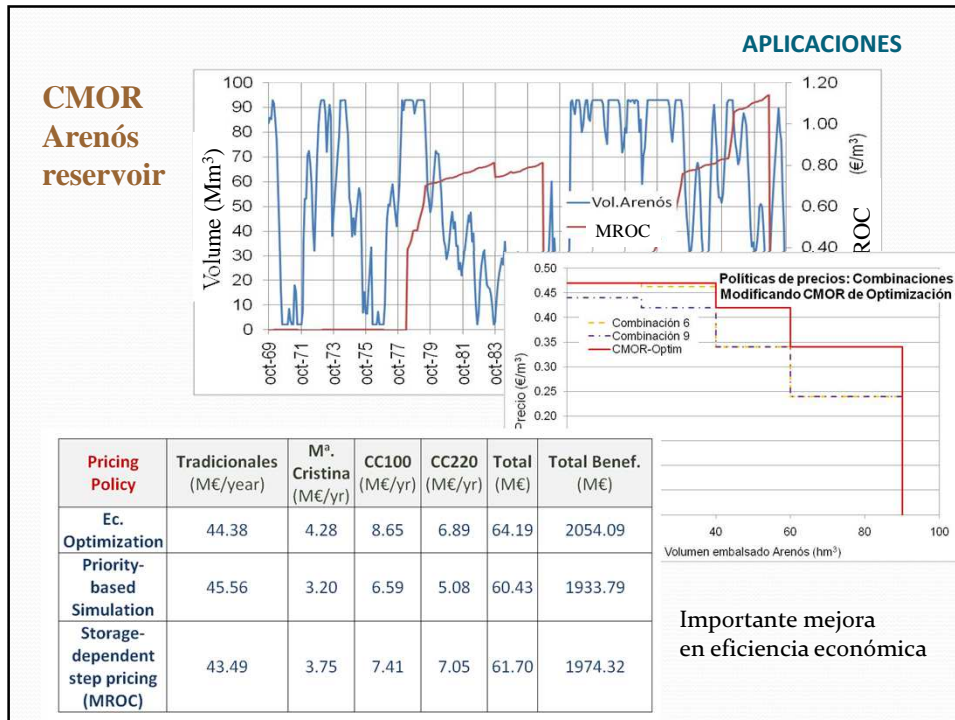 APLICACIONES
CMOR
Arenós
reservoir
Volume (Mm³)
100
90
80
70
60
50
40
30
20
10
0
oct-69
oct-71
oct-73
oct-75
oct-77
oct-79
oct-81
oct-83
Vol.Arenós
MROC
1.20
1.00
0.80
0.60
0.40
(€/m³)
ROC
Políticas de precios: Combinaciones
Modificando CMOR de Optimización
Precio (€/m³)
0.50
0.45
0.40
0.35
0.30
0.25
0.20
Combinación 6
Combinación 9
CMOR-Optim
40
60
80
100
Volumen embalsado Arenós (hm³)
Pricing Policy Tradicionales (M€/year) Mª. Cristina (M€/yr) CC100 (M€/yr) CC220 (M€/yr) Total (M€) Total Benef. (M€)
Ec. Optimization 44.38 4.28 8.65 6.89 64.19 2054.09
Priority-based Simulation 45.56 3.20 6.59 5.08 60.43 1933.79
Storage-dependent step pricing (MROC) 43.49 3.75 7.41 7.05 61.70 1974.32
Importante mejora
en eficiencia económica